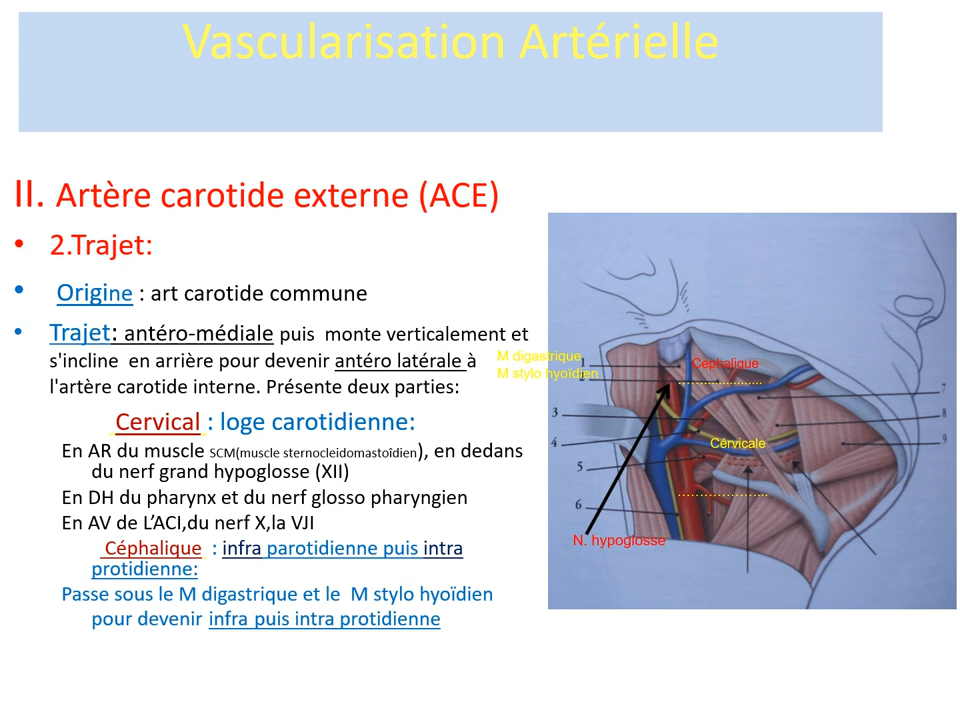 Vascularisation Artérielle
II. Artère carotide externe (ACE)
• 2.Trajet:
• Origine : art carotide commune
• Trajet: antéro-médiale puis monte verticalement et
s'incline en arrière pour devenir antéro latérale à
l'artère carotide interne. Présente deux parties:
Cervical : loge carotidienne:
En AR du muscle SCM(muscle sternocleidomastoîdien), en dedans
du nerf grand hypoglosse (XII)
En DH du pharynx et du nerf glosso pharyngien
En AV de L'ACI,du nerf X,la VJI
Céphalique : infra parotidienne puis intra
protidienne:
Passe sous le M digastrique et le M stylo hyoïdien
pour devenir infra puis intra protidienne
M digastrique
M stylo hyoïdien
Cephalique
...................
3
4
5
6
7
8
9
Cérvicale
...................
N. hypoglosse